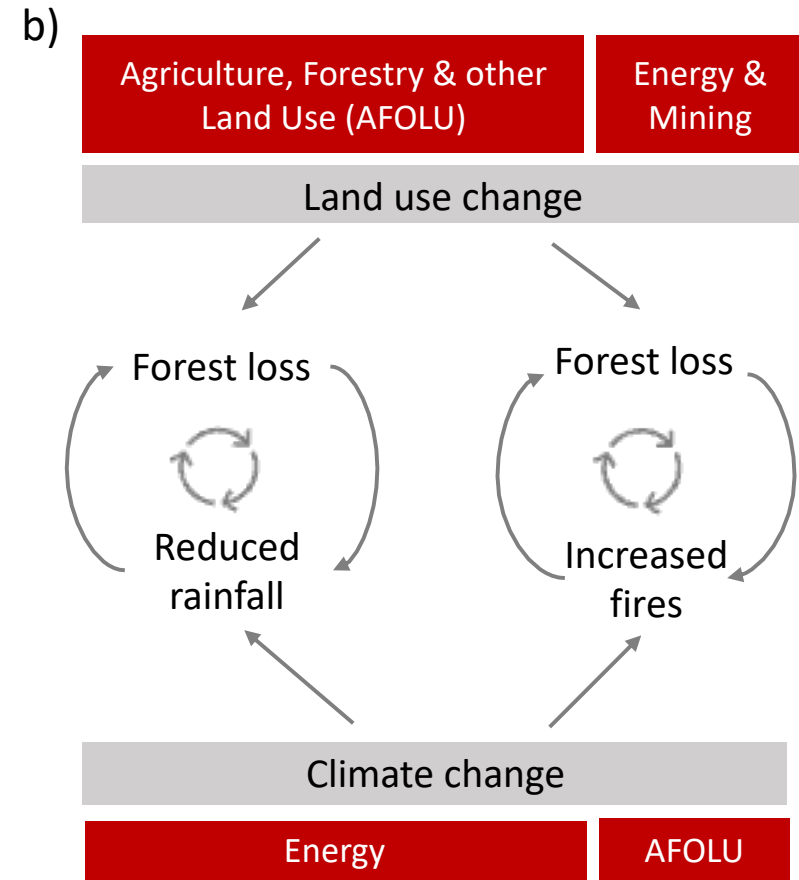 b)
Agriculture, Forestry & other
Land Use (AFOLU)
Energy &
Mining
Land use change
Forest loss
Forest loss
Reduced
rainfall
Increased
fires
Climate change
Energy
AFOLU